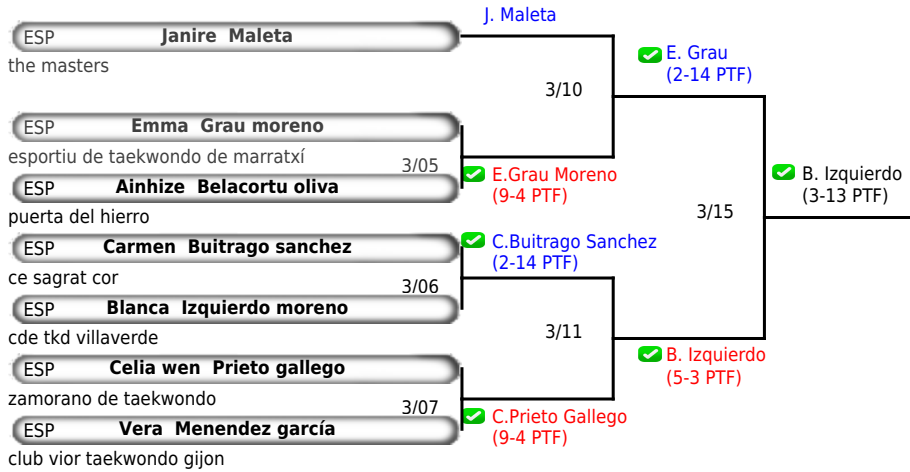 J. Maleta
ESP Janire Maleta
the masters
E. Grau
(2-14 PTF)
3/10
ESP Emma Grau moreno
esportiu de taekwondo de marratxí
3/05
E.Grau Moreno
(9-4 PTF)
ESP Ainhize Belacortu oliva
puerta del hierro
B. Izquierdo
(3-13 PTF)
3/15
ESP Carmen Buitrago sanchez
ce sagrat cor
C.Buitrago Sanchez
(2-14 PTF)
3/06
ESP Blanca Izquierdo moreno
cde tkd villaverde
3/11
B. Izquierdo
(5-3 PTF)
ESP Celia wen Prieto gallego
zamorano de taekwondo
3/07
C.Prieto Gallego
(9-4 PTF)
ESP Vera Menendez garcía
club vior taekwondo gijon